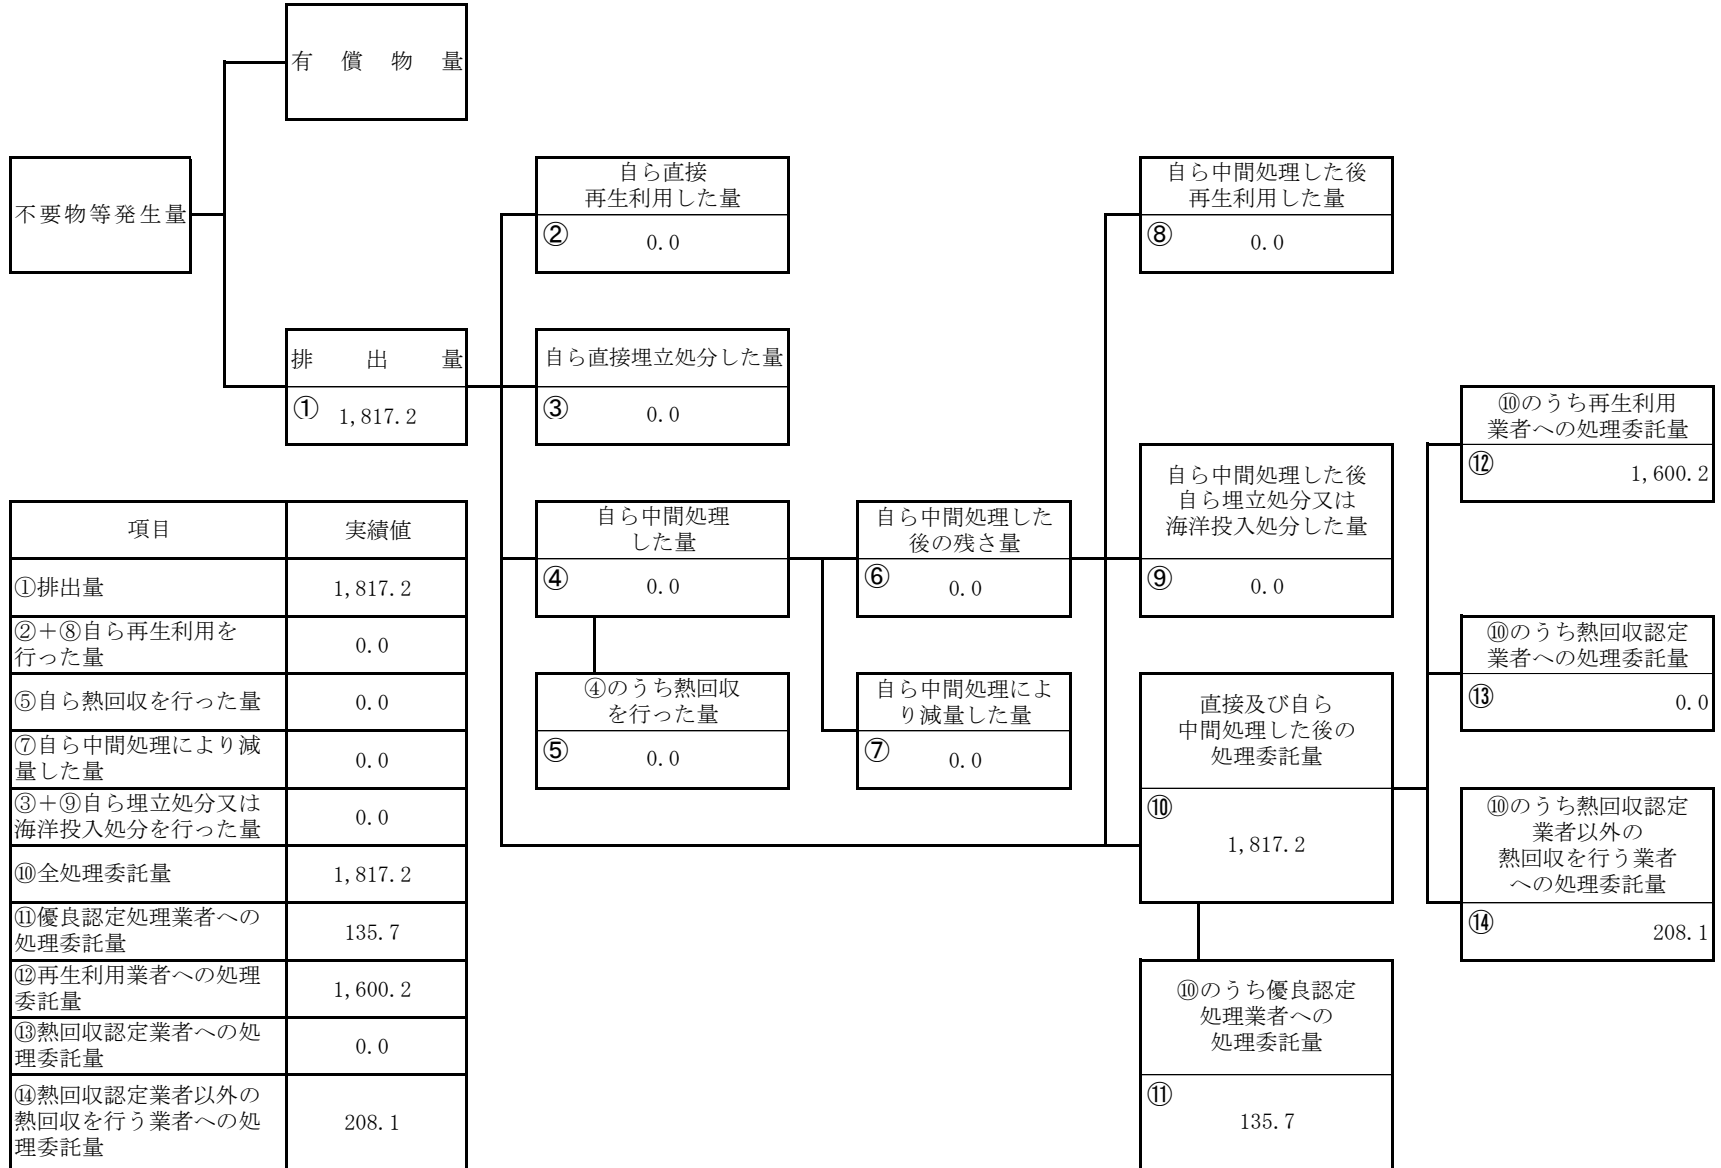 有償物量
不要物等発生量
自ら直接
再生利用した量
② 0.0
自ら中間処理した後
再生利用した量
⑧ 0.0
排出量
① 1,817.2
自ら直接埋立処分した量
③ 0.0
⑩のうち再生利用
業者への処理委託量
⑫ 1,600.2
自ら中間処理
した量
④ 0.0
自ら中間処理した
後の残さ量
⑥ 0.0
自ら中間処理した後
自ら埋立処分又は
海洋投入処分した量
⑨ 0.0
⑩のうち熱回収認定
業者への処理委託量
⑬ 0.0
④のうち熱回収
を行った量
⑤ 0.0
自ら中間処理によ
り減量した量
⑦ 0.0
直接及び自ら
中間処理した後の
処理委託量
⑩
1,817.2
⑩のうち熱回収認定
業者以外の
熱回収を行う業者
への処理委託量
⑭ 208.1
⑩のうち優良認定
処理業者への
処理委託量
⑪
135.7
項目 実績値
①排出量 1,817.2
②+⑧自ら再生利用を
行った量 0.0
⑤自ら熱回収を行った量 0.0
⑦自ら中間処理により減
量した量 0.0
③+⑨自ら埋立処分又は
海洋投入処分を行った量 0.0
⑩全処理委託量 1,817.2
⑪優良認定処理業者への
処理委託量 135.7
⑫再生利用業者への処理
委託量 1,600.2
⑬熱回収認定業者への処
理委託量 0.0
⑭熱回収認定業者以外の
熱回収を行う業者への処
理委託量 208.1